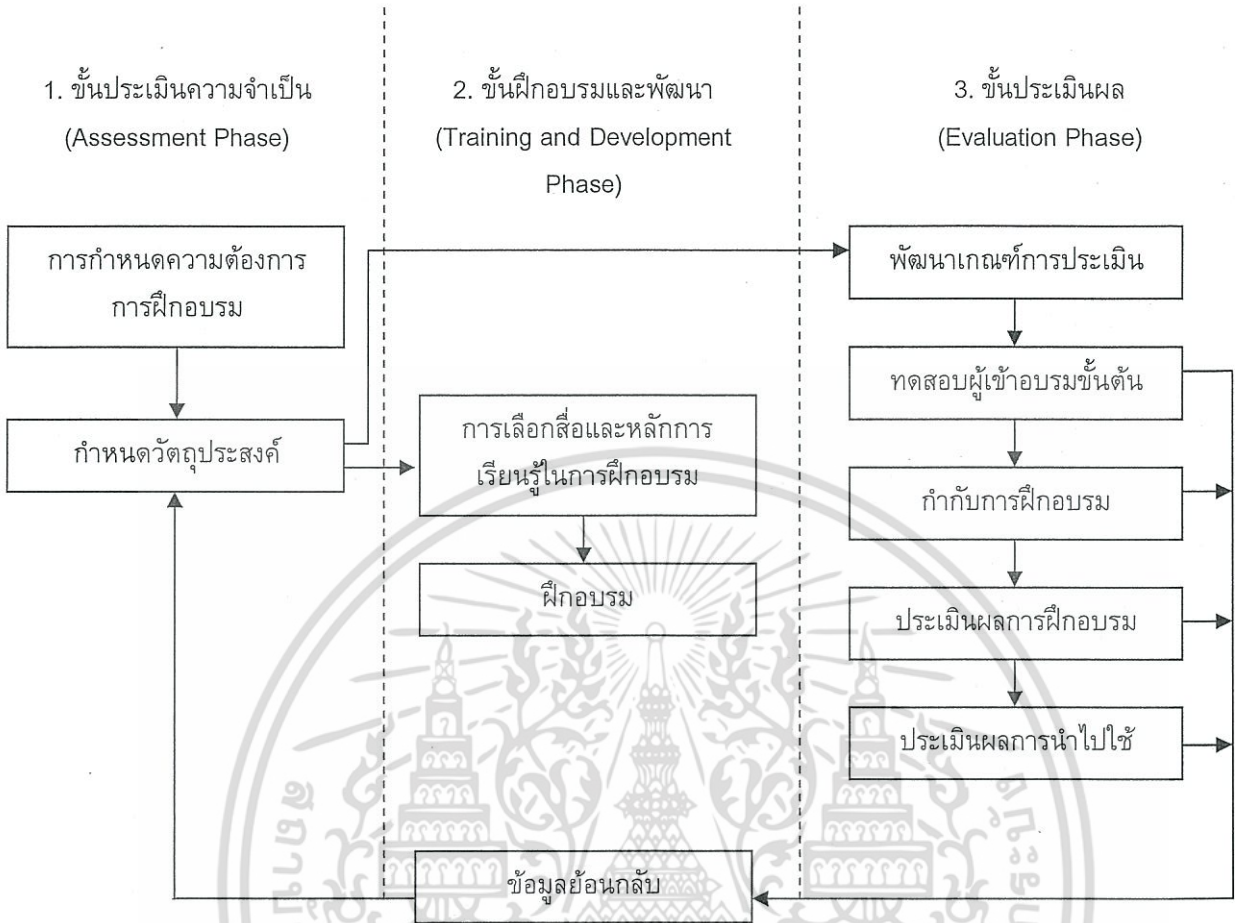 1. ขั้นประเมินความจำเป็น
(Assessment Phase)
2. ขั้นฝึกอบรมและพัฒนา
(Training and Development
Phase)
3. ขั้นประเมินผล
(Evaluation Phase)
การกำหนดความต้องการ
การฝึกอบรม
กำหนดวัตถุประสงค์
การเลือกสื่อและหลักการ
เรียนรู้ในการฝึกอบรม
ฝึกอบรม
พัฒนาเกณฑ์การประเมิน
ทดสอบผู้เข้าอบรมขั้นต้น
กำกับการฝึกอบรม
ประเมินผลการฝึกอบรม
ประเมินผลการนำไปใช้
ข้อมูลย้อนกลับ